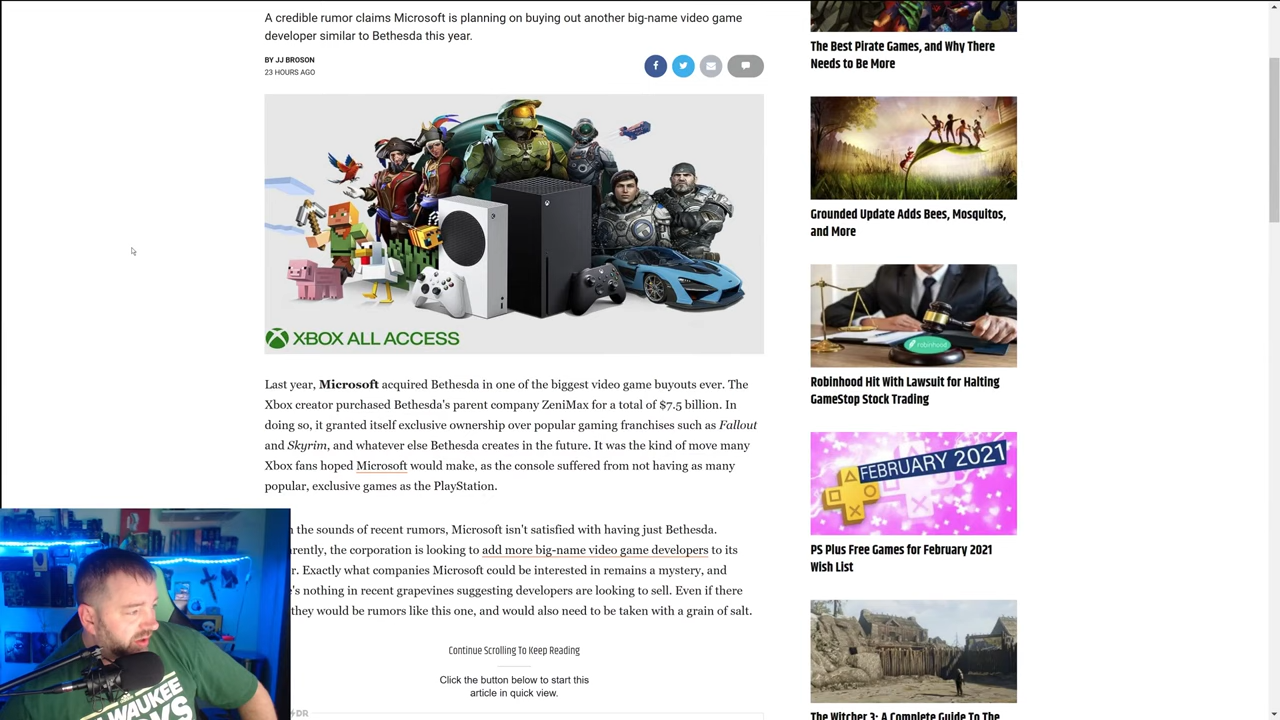 A credible rumor claims Microsoft is planning on buying out another big-name video game
developer similar to Bethesda this year.
BY JJ BROSON
23 HOURS AGO
XBOX ALL ACCESS
Last year, Microsoft acquired Bethesda in one of the biggest video game buyouts ever. The
Xbox creator purchased Bethesda's parent company ZeniMax for a total of $7.5 billion. In
doing so, it granted itself exclusive ownership over popular gaming franchises such as Fallout
and Skyrim, and whatever else Bethesda creates in the future. It was the kind of move many
Xbox fans hoped Microsoft would make, as the console suffered from not having as many
popular, exclusive games as the PlayStation.
the sounds of recent rumors, Microsoft isn't satisfied with having just Bethesda.
rently, the corporation is looking to add more big-name video game developers to its
r. Exactly what companies Microsoft could be interested in remains a mystery, and
's nothing in recent grapevines suggesting developers are looking to sell. Even if there
they would be rumors like this one, and would also need to be taken with a grain of salt.
Continue Scrolling To Keep Reading
Click the button below to start this
article in quick view.
DR
The Best Pirate Games, and Why There
Needs to Be More
Grounded Update Adds Bees, Mosquitos,
and More
robinhood
Robinhood Hit With Lawsuit for Halting
GameStop Stock Trading
FEBRUARY 2021
PS Plus Free Games for February 2021
Wish List
The Witcher 3: A Complete Guide To The
WAUKEE